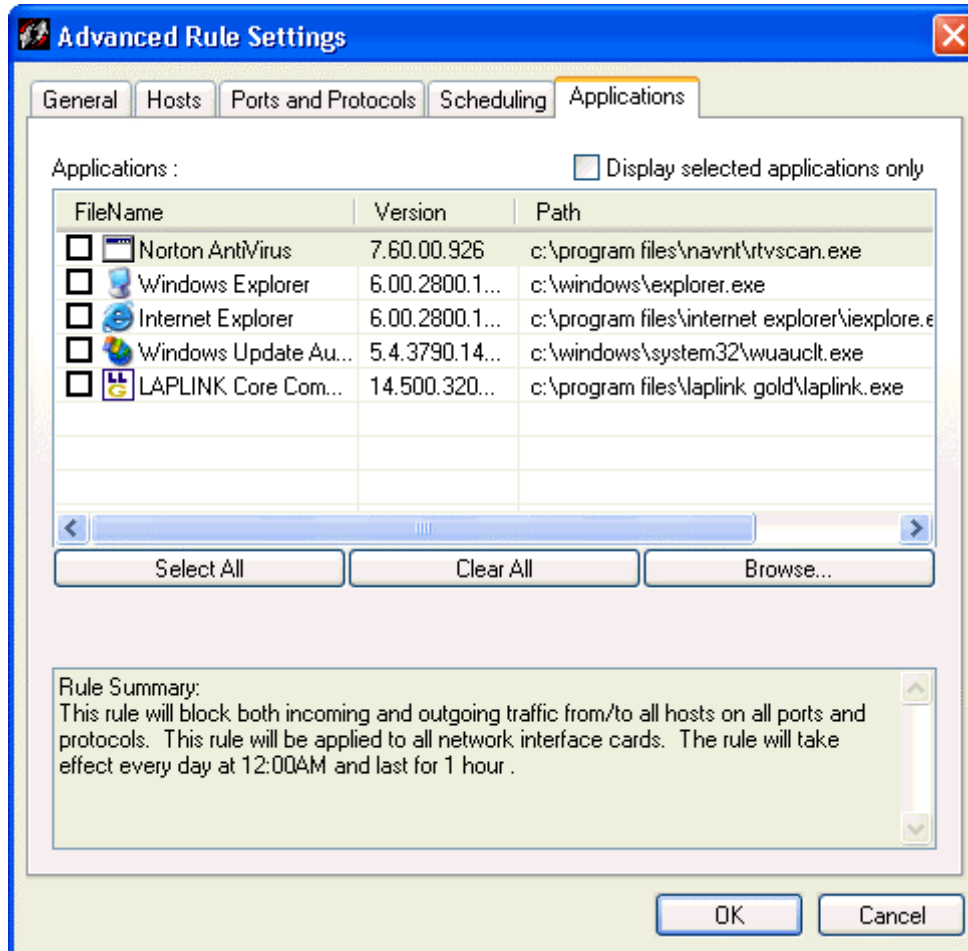 Advanced Rule Settings
General Hosts Ports and Protocols Scheduling Applications
Applications : Display selected applications only
FileName Version Path
Norton AntiVirus 7.60.00.926 c:\program files\navnt\rtvscan.exe
Windows Explorer 6.00.2800.1... c:\windows\explorer.exe
Internet Explorer 6.00.2800.1... c:\program files\internet explorer\iexplore.e
Windows Update Au... 5.4.3790.14... c:\windows\system32\wuauclt.exe
LAPLINK Core Com... 14.500.320... c:\program files\laplink gold\laplink.exe
Select All Clear All Browse...
Rule Summary:
This rule will block both incoming and outgoing traffic from/to all hosts on all ports and
protocols. This rule will be applied to all network interface cards. The rule will take
effect every day at 12:00AM and last for 1 hour .
OK Cancel